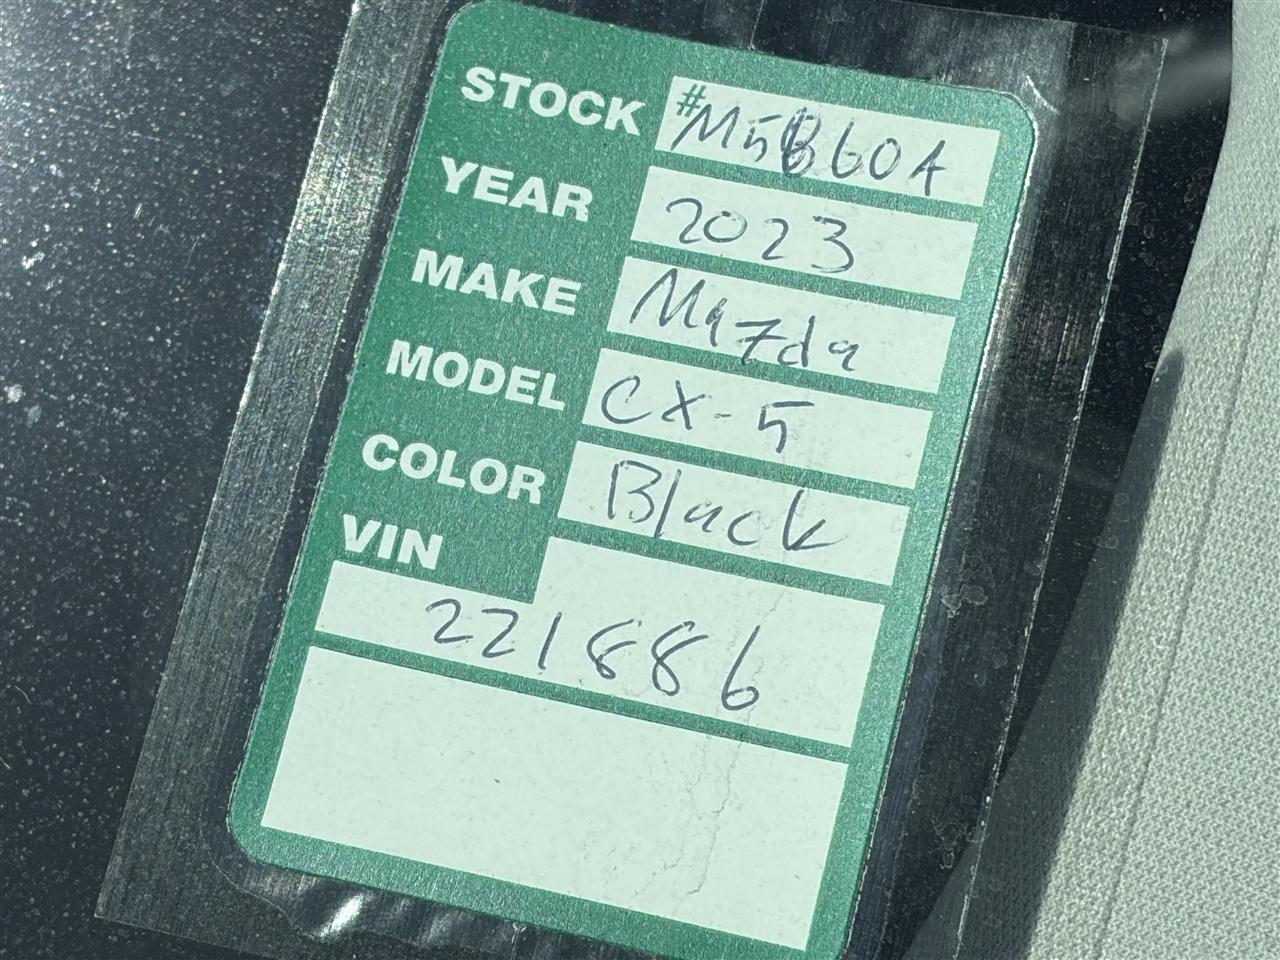 STOCK #M5B60A
YEAR 2023
MAKE Mazda
MODEL CX-5
COLOR Black
VIN
221886